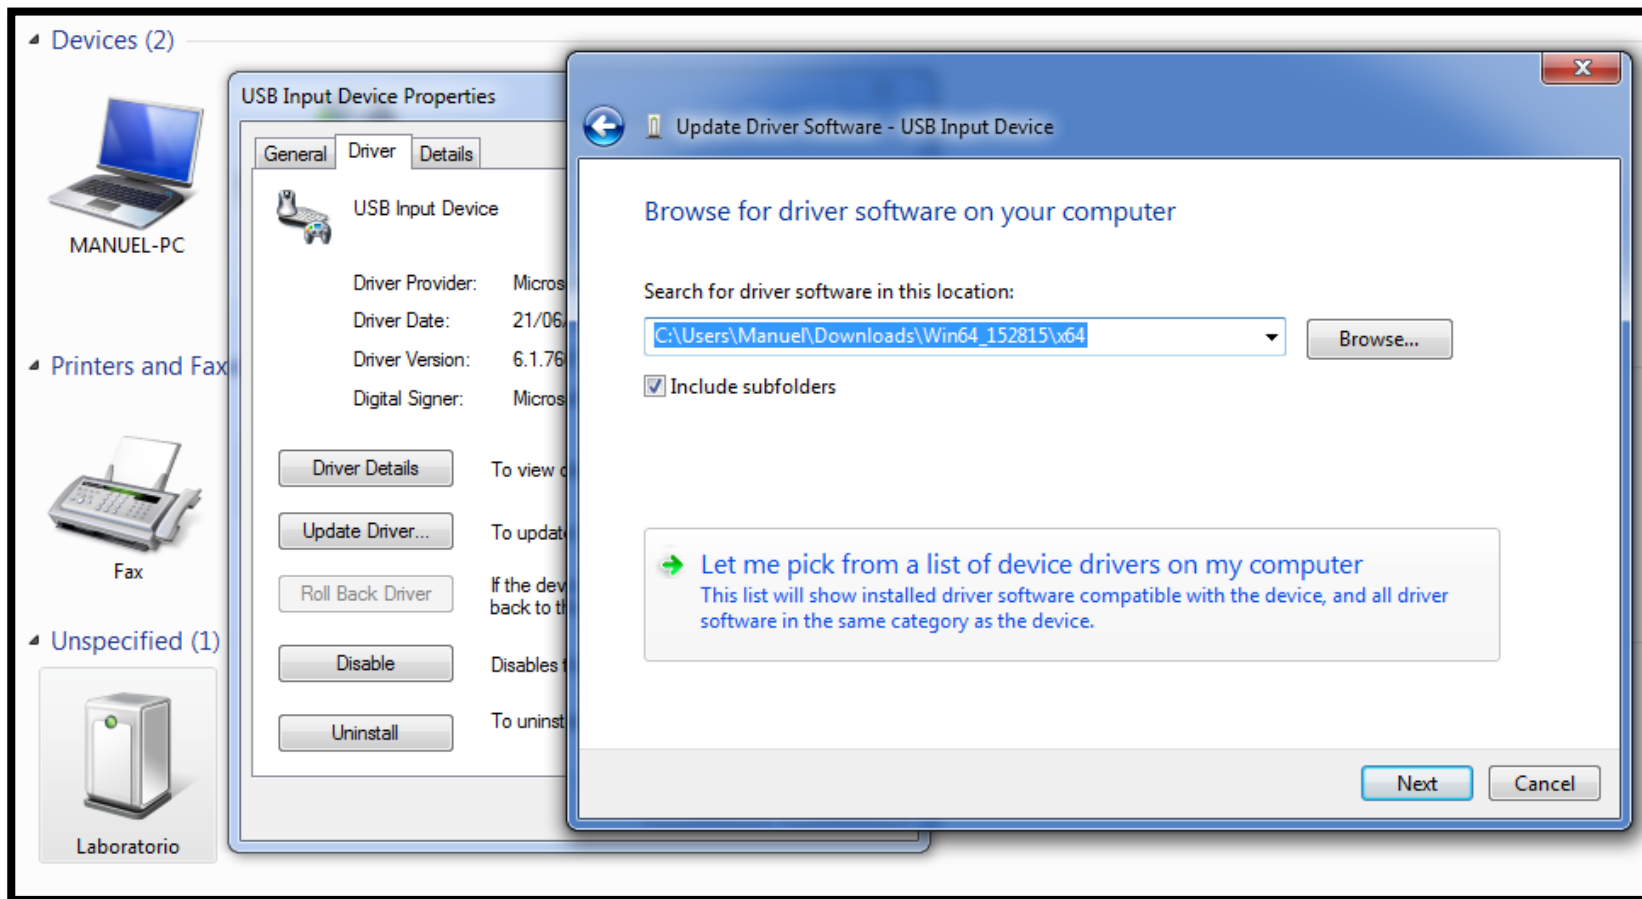 Devices (2)
MANUEL-PC
Printers and Fax
Fax
Unspecified (1)
Laboratorio
USB Input Device Properties
General Driver Details
USB Input Device
Driver Provider: Micros
Driver Date: 21/06
Driver Version: 6.1.76
Digital Signer: Micros
Driver Details To view
Update Driver... To updat
Roll Back Driver If the dev
back to th
Disable Disables
Uninstall To uninst
Update Driver Software - USB Input Device
Browse for driver software on your computer
Search for driver software in this location:
C:\Users\Manuel\Downloads\Win64_152815\x64
Browse...
Include subfolders
Let me pick from a list of device drivers on my computer
This list will show installed driver software compatible with the device, and all driver
software in the same category as the device.
Next Cancel